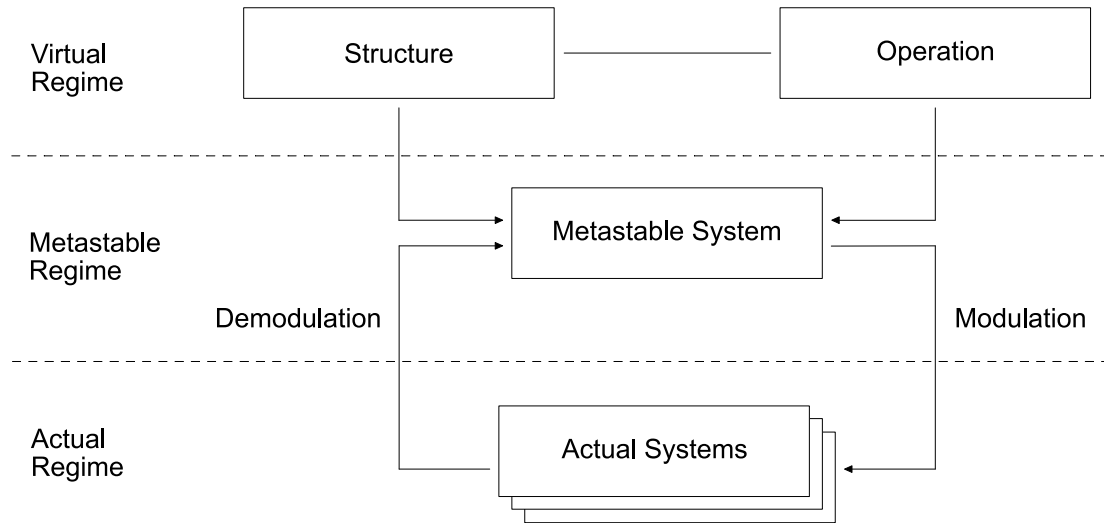 Virtual
Regime
Structure
Operation
Metastable
Regime
Metastable System
Demodulation
Modulation
Actual
Regime
Actual Systems